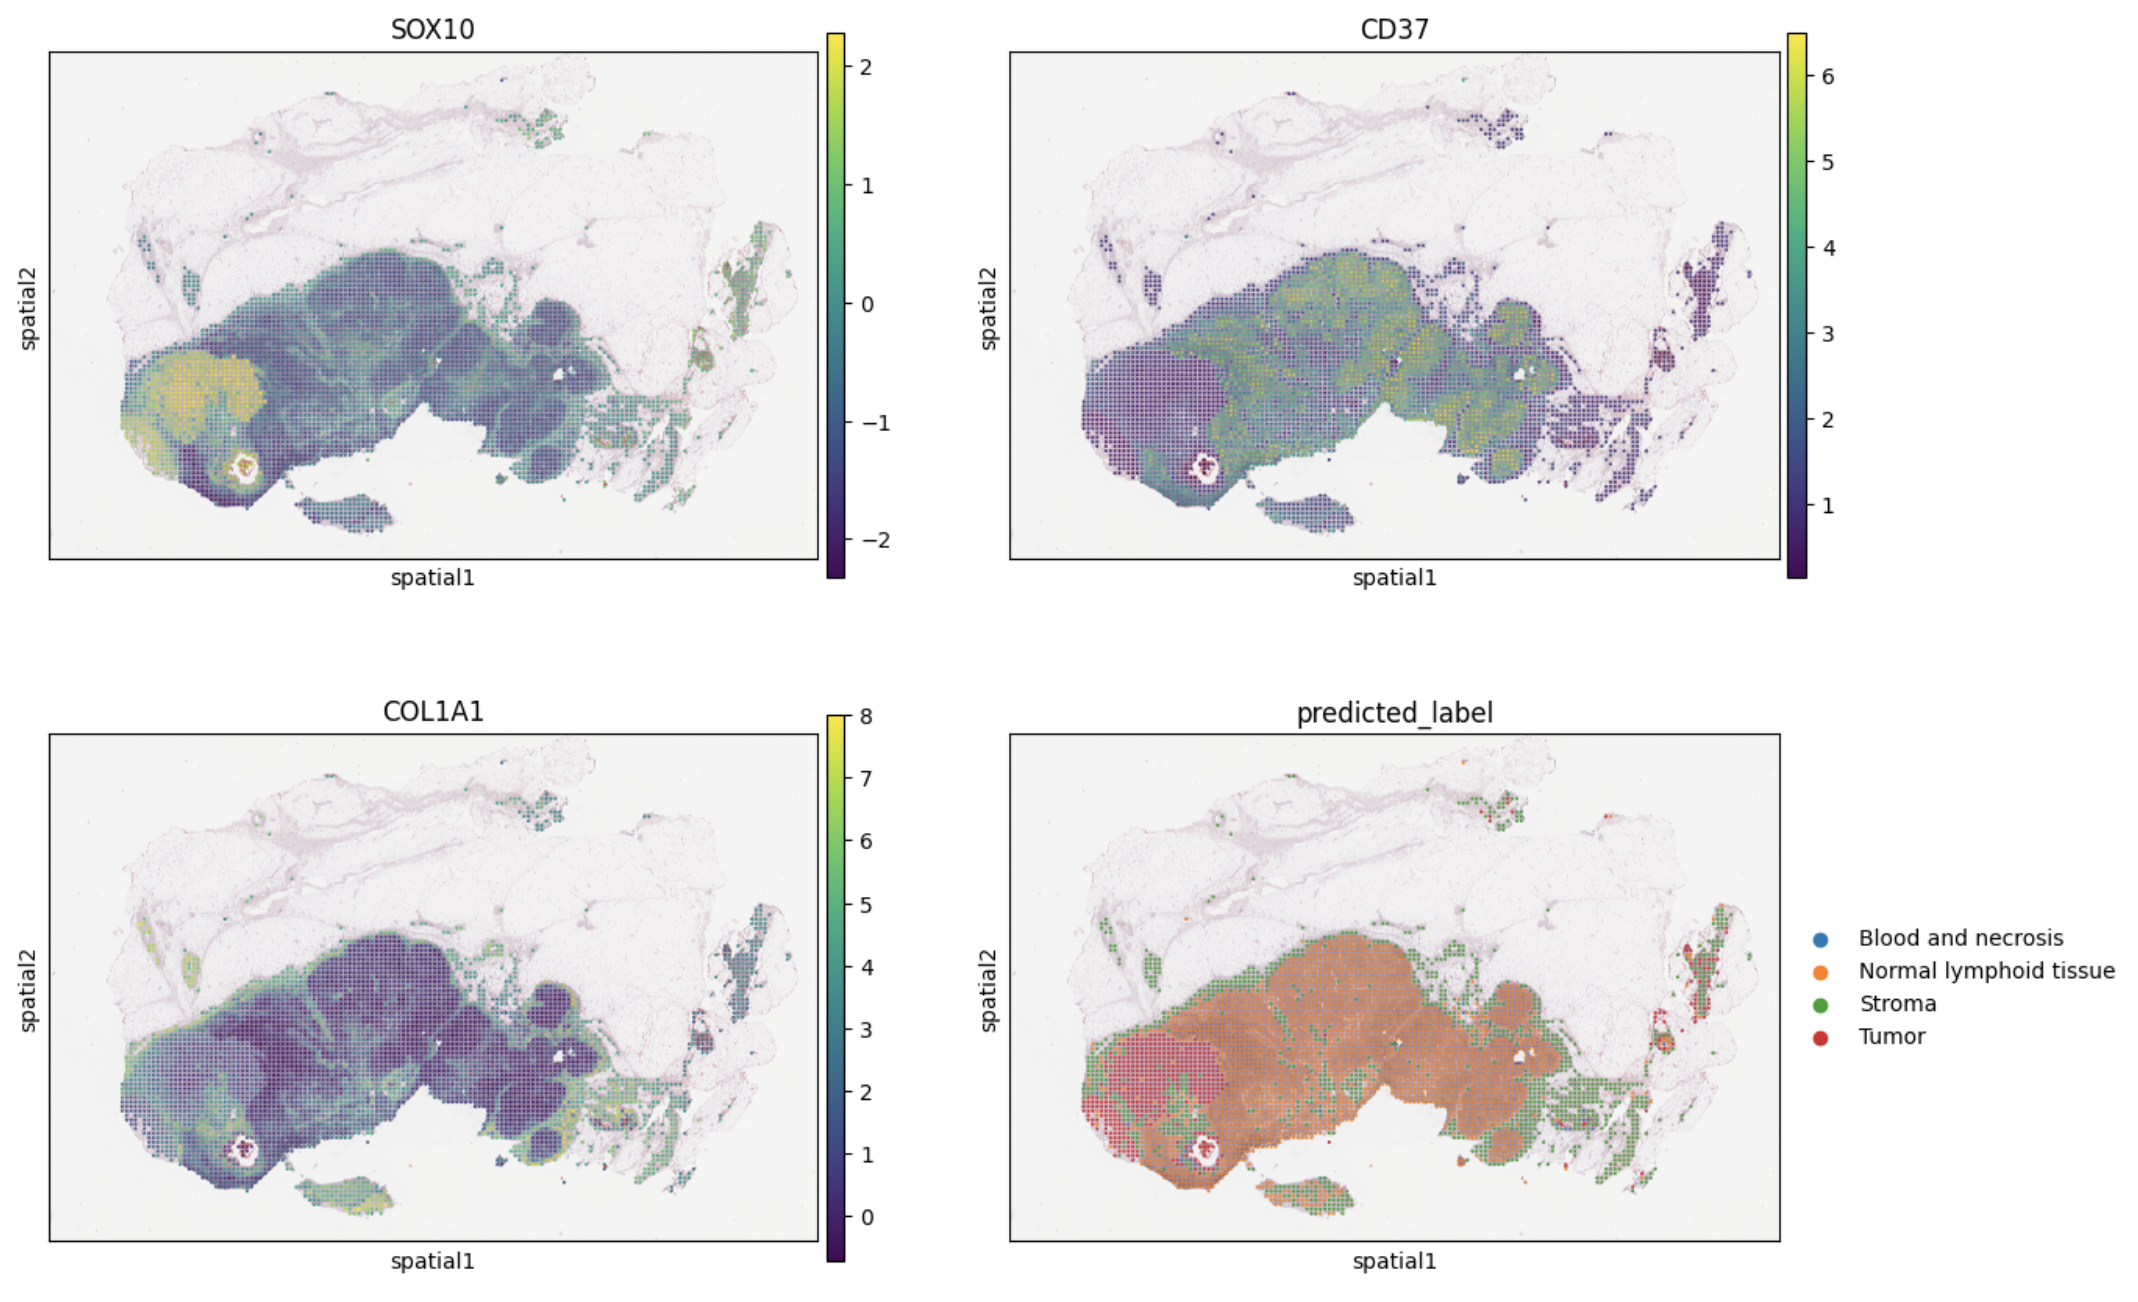 SOX10
2
1
0
−1
−2
spatial2
spatial1
CD37
6
5
4
3
2
1
spatial2
spatial1
COL1A1
8
7
6
5
4
3
2
1
0
spatial2
spatial1
predicted_label
spatial2
spatial1
Blood and necrosis
Normal lymphoid tissue
Stroma
Tumor